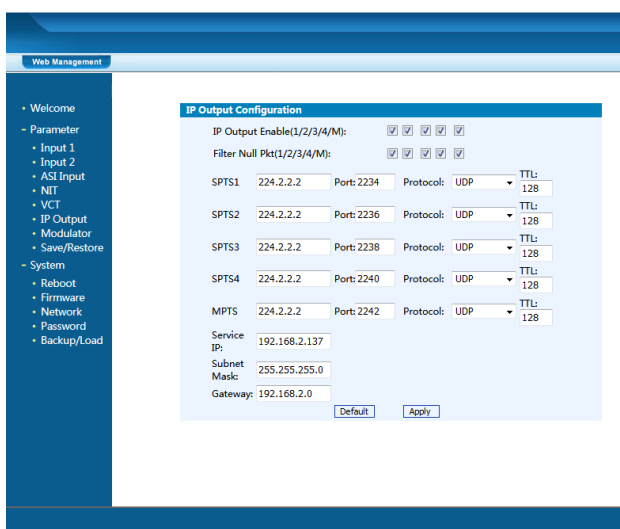 Web Management
• Welcome
– Parameter
• Input 1
• Input 2
• ASI Input
• NIT
• VCT
• IP Output
• Modulator
• Save/Restore
– System
• Reboot
• Firmware
• Network
• Password
• Backup/Load
IP Output Configuration
IP Output Enable(1/2/3/4/M):
Filter Null Pkt(1/2/3/4/M):
SPTS1 224.2.2.2 Port: 2234 Protocol: UDP TTL: 128
SPTS2 224.2.2.2 Port: 2236 Protocol: UDP TTL: 128
SPTS3 224.2.2.2 Port: 2238 Protocol: UDP TTL: 128
SPTS4 224.2.2.2 Port: 2240 Protocol: UDP TTL: 128
MPTS 224.2.2.2 Port: 2242 Protocol: UDP TTL: 128
Service IP: 192.168.2.137
Subnet Mask: 255.255.255.0
Gateway: 192.168.2.0
Default Apply